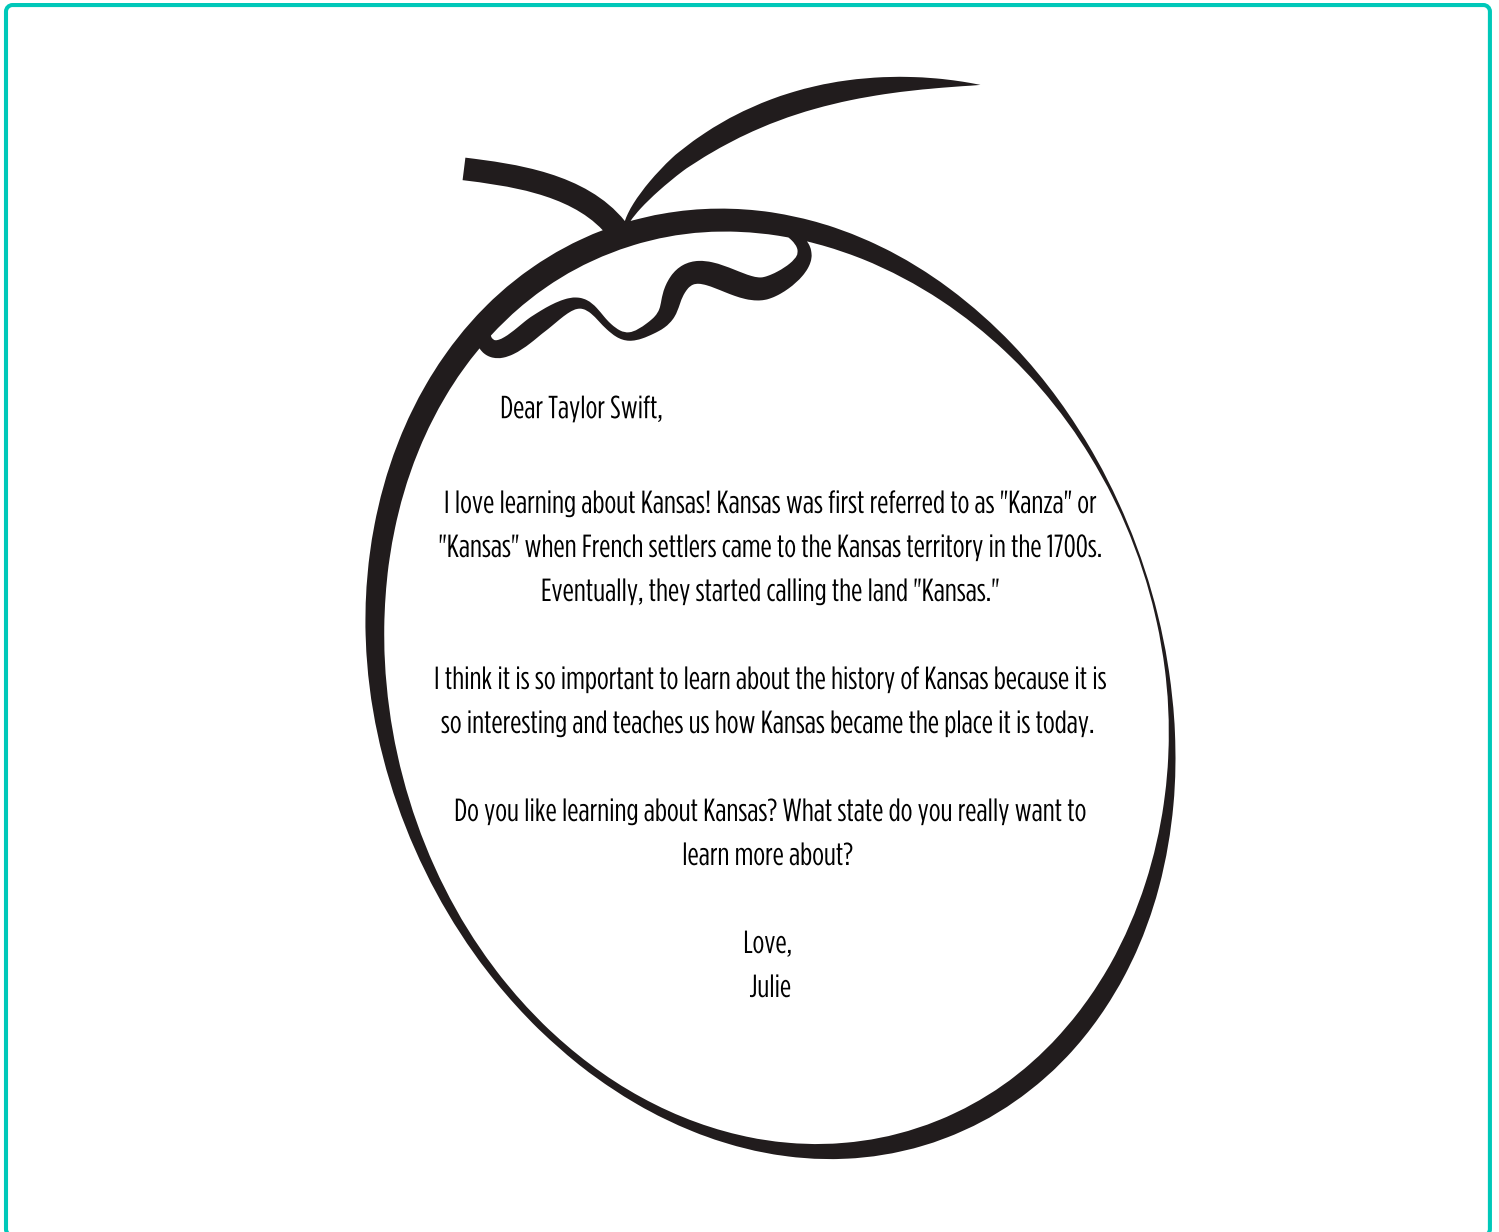 Dear Taylor Swift,
I love learning about Kansas! Kansas was first referred to as "Kanza" or
"Kansas" when French settlers came to the Kansas territory in the 1700s.
Eventually, they started calling the land "Kansas."
I think it is so important to learn about the history of Kansas because it is
so interesting and teaches us how Kansas became the place it is today.
Do you like learning about Kansas? What state do you really want to
learn more about?
Love,
Julie